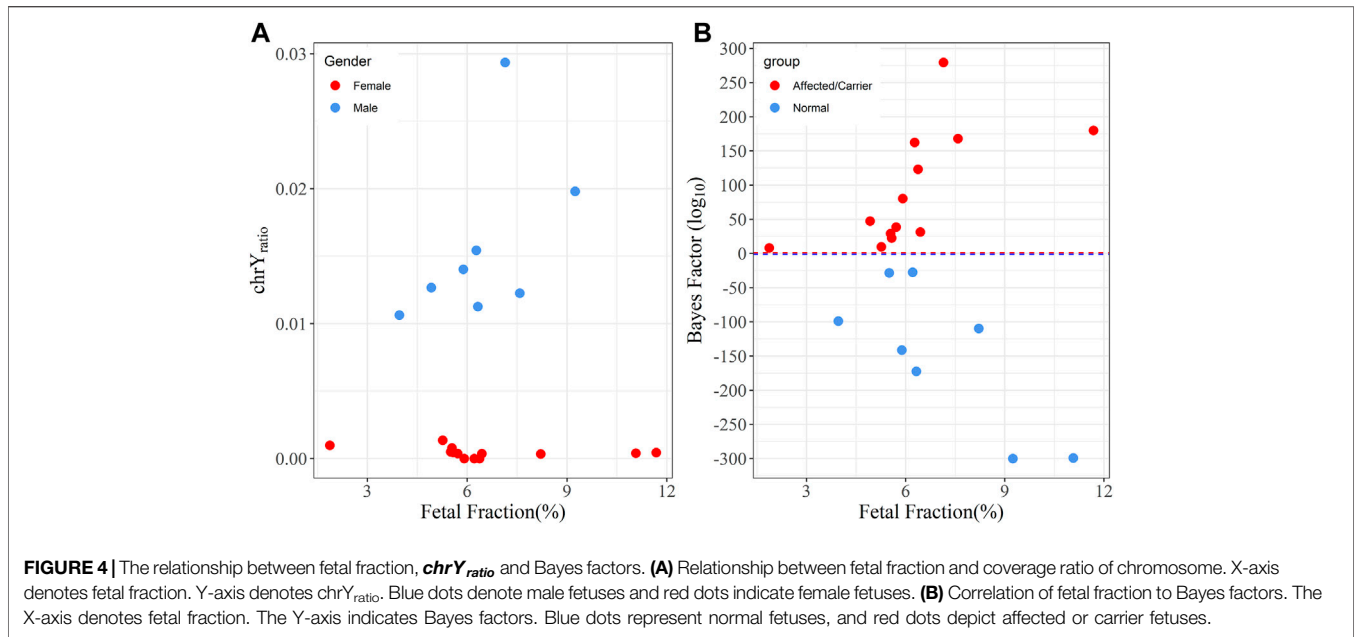 A
0.03
0.02
0.01
0.00
chrY_ratio
Gender
Female
Male
3 6 9 12
Fetal Fraction(%)
B
300
250
200
150
100
50
0
-50
-100
-150
-200
-250
-300
Bayes Factor (log10)
group
Affected/Carrier
Normal
3 6 9 12
Fetal Fraction(%)
FIGURE 4 | The relationship between fetal fraction, chrY_ratio and Bayes factors. (A) Relationship between fetal fraction and coverage ratio of chromosome. X-axis
denotes fetal fraction. Y-axis denotes chrY_ratio. Blue dots denote male fetuses and red dots indicate female fetuses. (B) Correlation of fetal fraction to Bayes factors. The
X-axis denotes fetal fraction. The Y-axis indicates Bayes factors. Blue dots represent normal fetuses, and red dots depict affected or carrier fetuses.